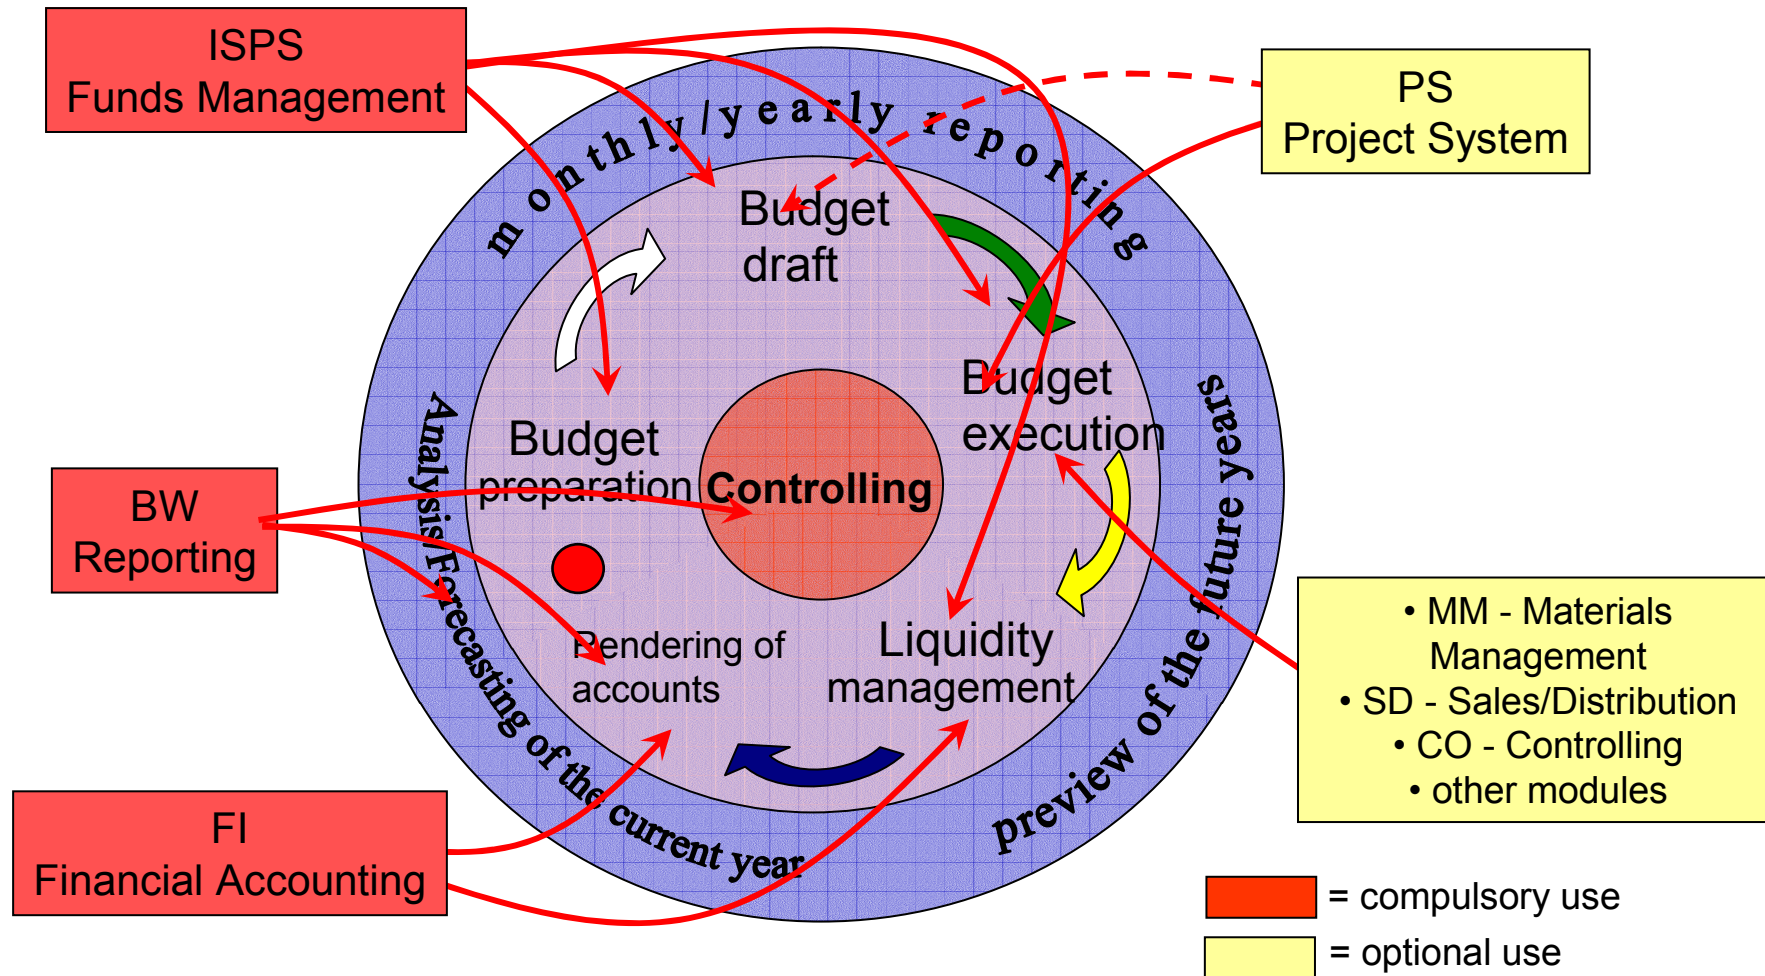 ISPS
Funds Management
PS
Project System
monthly/yearly reporting
Budget
draft
Budget
execution
Budget
preparation
Controlling
BW
Reporting
Rendering of
accounts
Liquidity
management
Analysis/Forecasting of the current year
preview of the future years
• MM - Materials
Management
• SD - Sales/Distribution
• CO - Controlling
• other modules
FI
Financial Accounting
= compulsory use
= optional use